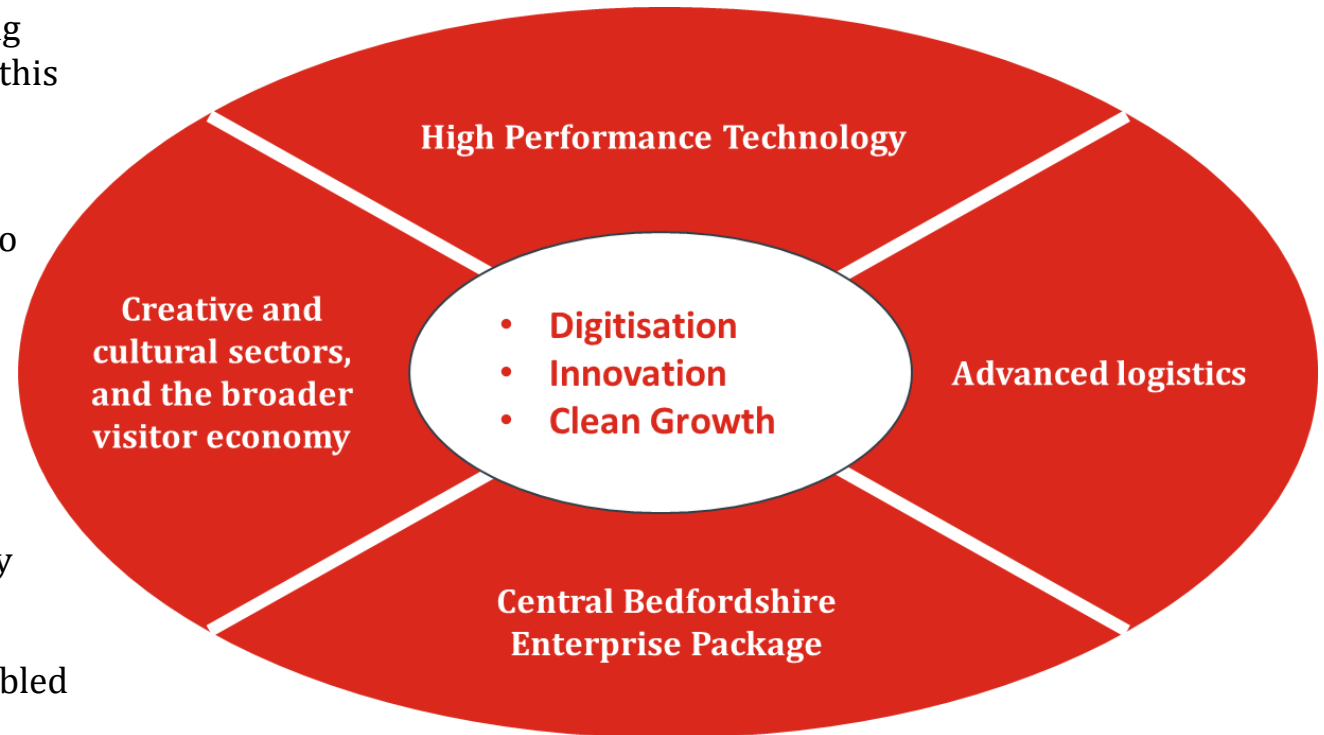 this
High Performance Technology
Creative and
cultural sectors,
and the broader
visitor economy
• Digitisation
• Innovation
• Clean Growth
Advanced logistics
Central Bedfordshire
Enterprise Package